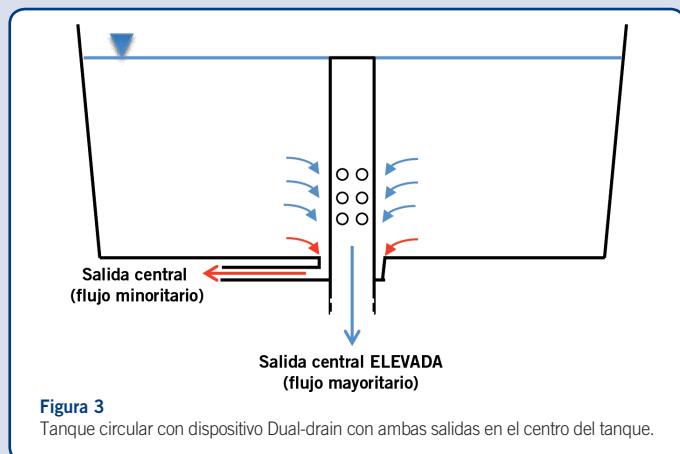 Salida central
(flujo minoritario)
Salida central ELEVADA
(flujo mayoritario)
Figura 3
Tanque circular con dispositivo Dual-drain con ambas salidas en el centro del tanque.